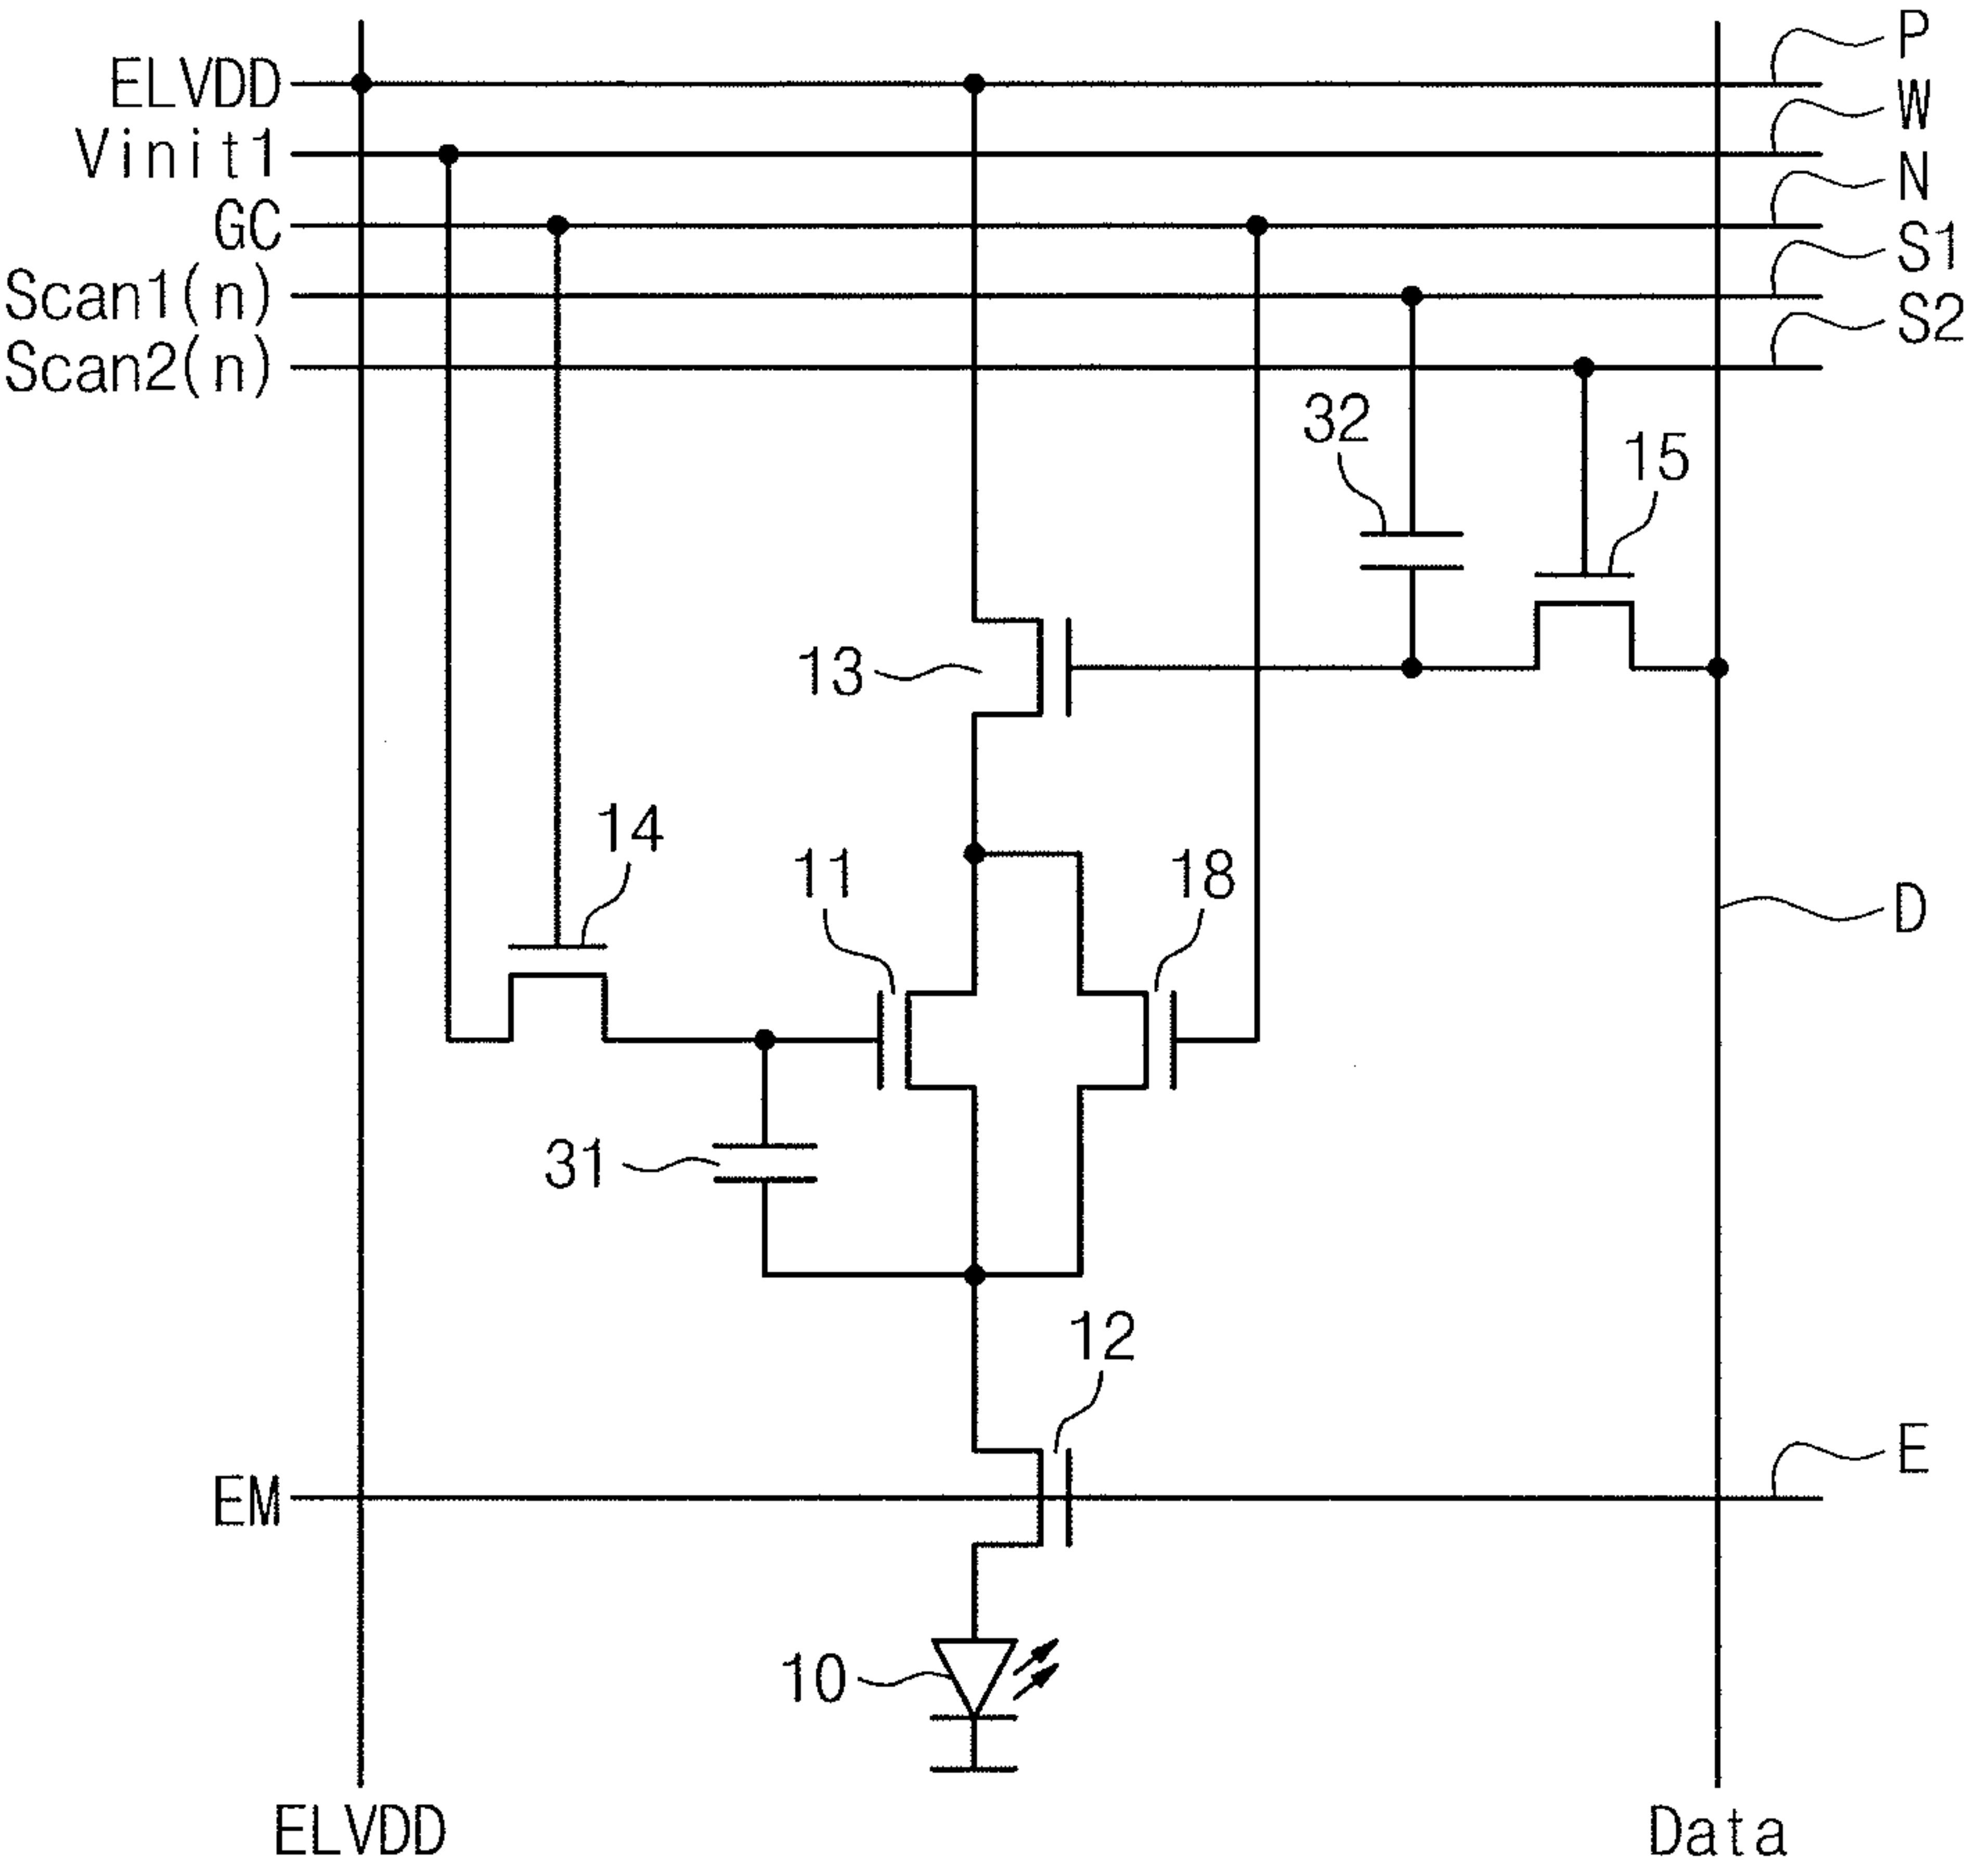 ELVDD
P
Vinit1
W
GC
N
Scan1(n)
S1
Scan2(n)
S2
32
15
13
14
11
18
D
31
12
EM
E
10
ELVDD
Data